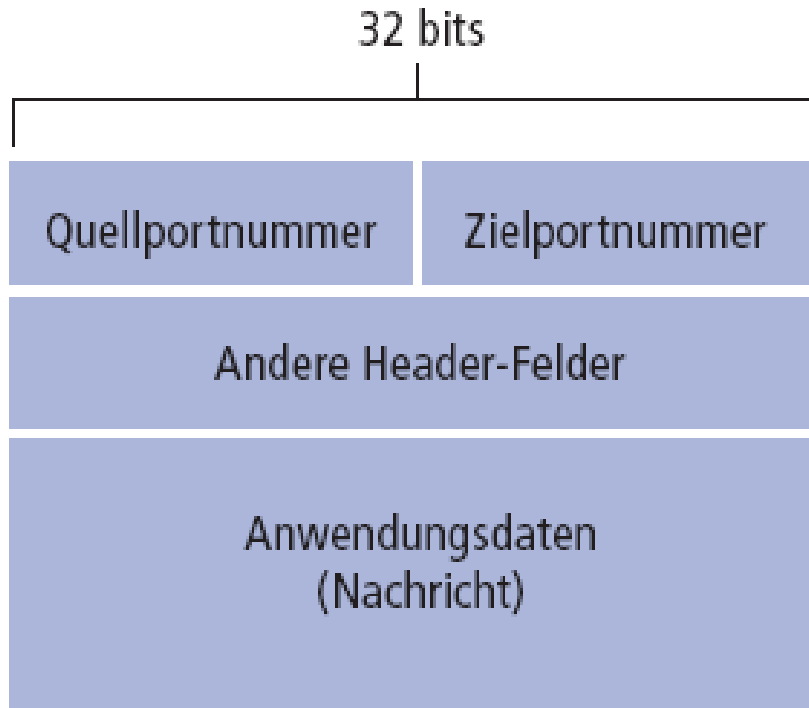 32 bits
Quellportnummer
Zielportnummer
Andere Header-Felder
Anwendungsdaten
(Nachricht)